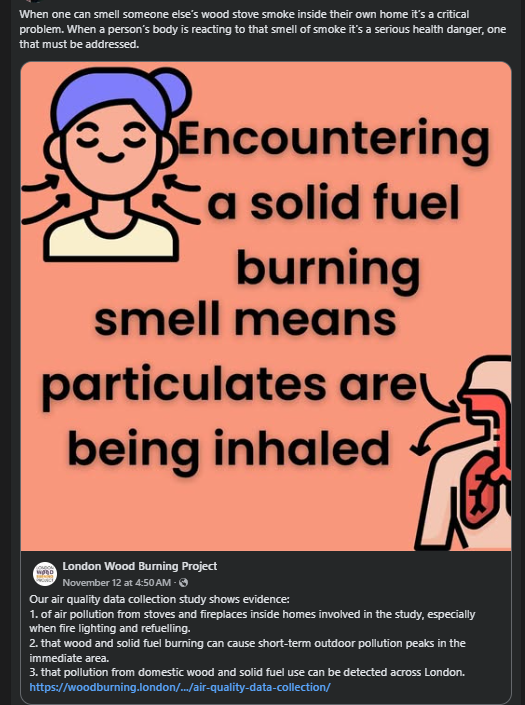 When one can smell someone else's wood stove smoke inside their own home it's a critical
problem. When a person's body is reacting to that smell of smoke it's a serious health danger, one
that must be addressed.
Encountering
a solid fuel
burning
smell means
particulates are
being inhaled
London Wood Burning Project
November 12 at 4:50 AM ·
Our air quality data collection study shows evidence:
1. of air pollution from stoves and fireplaces inside homes involved in the study, especially
when fire lighting and refuelling.
2. that wood and solid fuel burning can cause short-term outdoor pollution peaks in the
immediate area.
3. that pollution from domestic wood and solid fuel use can be detected across London.
https://woodburning.london/.../air-quality-data-collection/